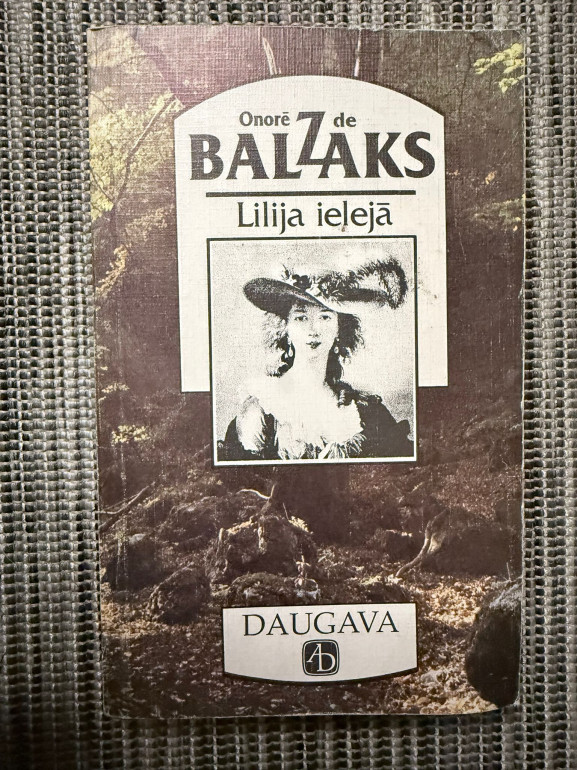 Onorē de
BALZAKS
Lilija ielejā
DAUGAVA
AD